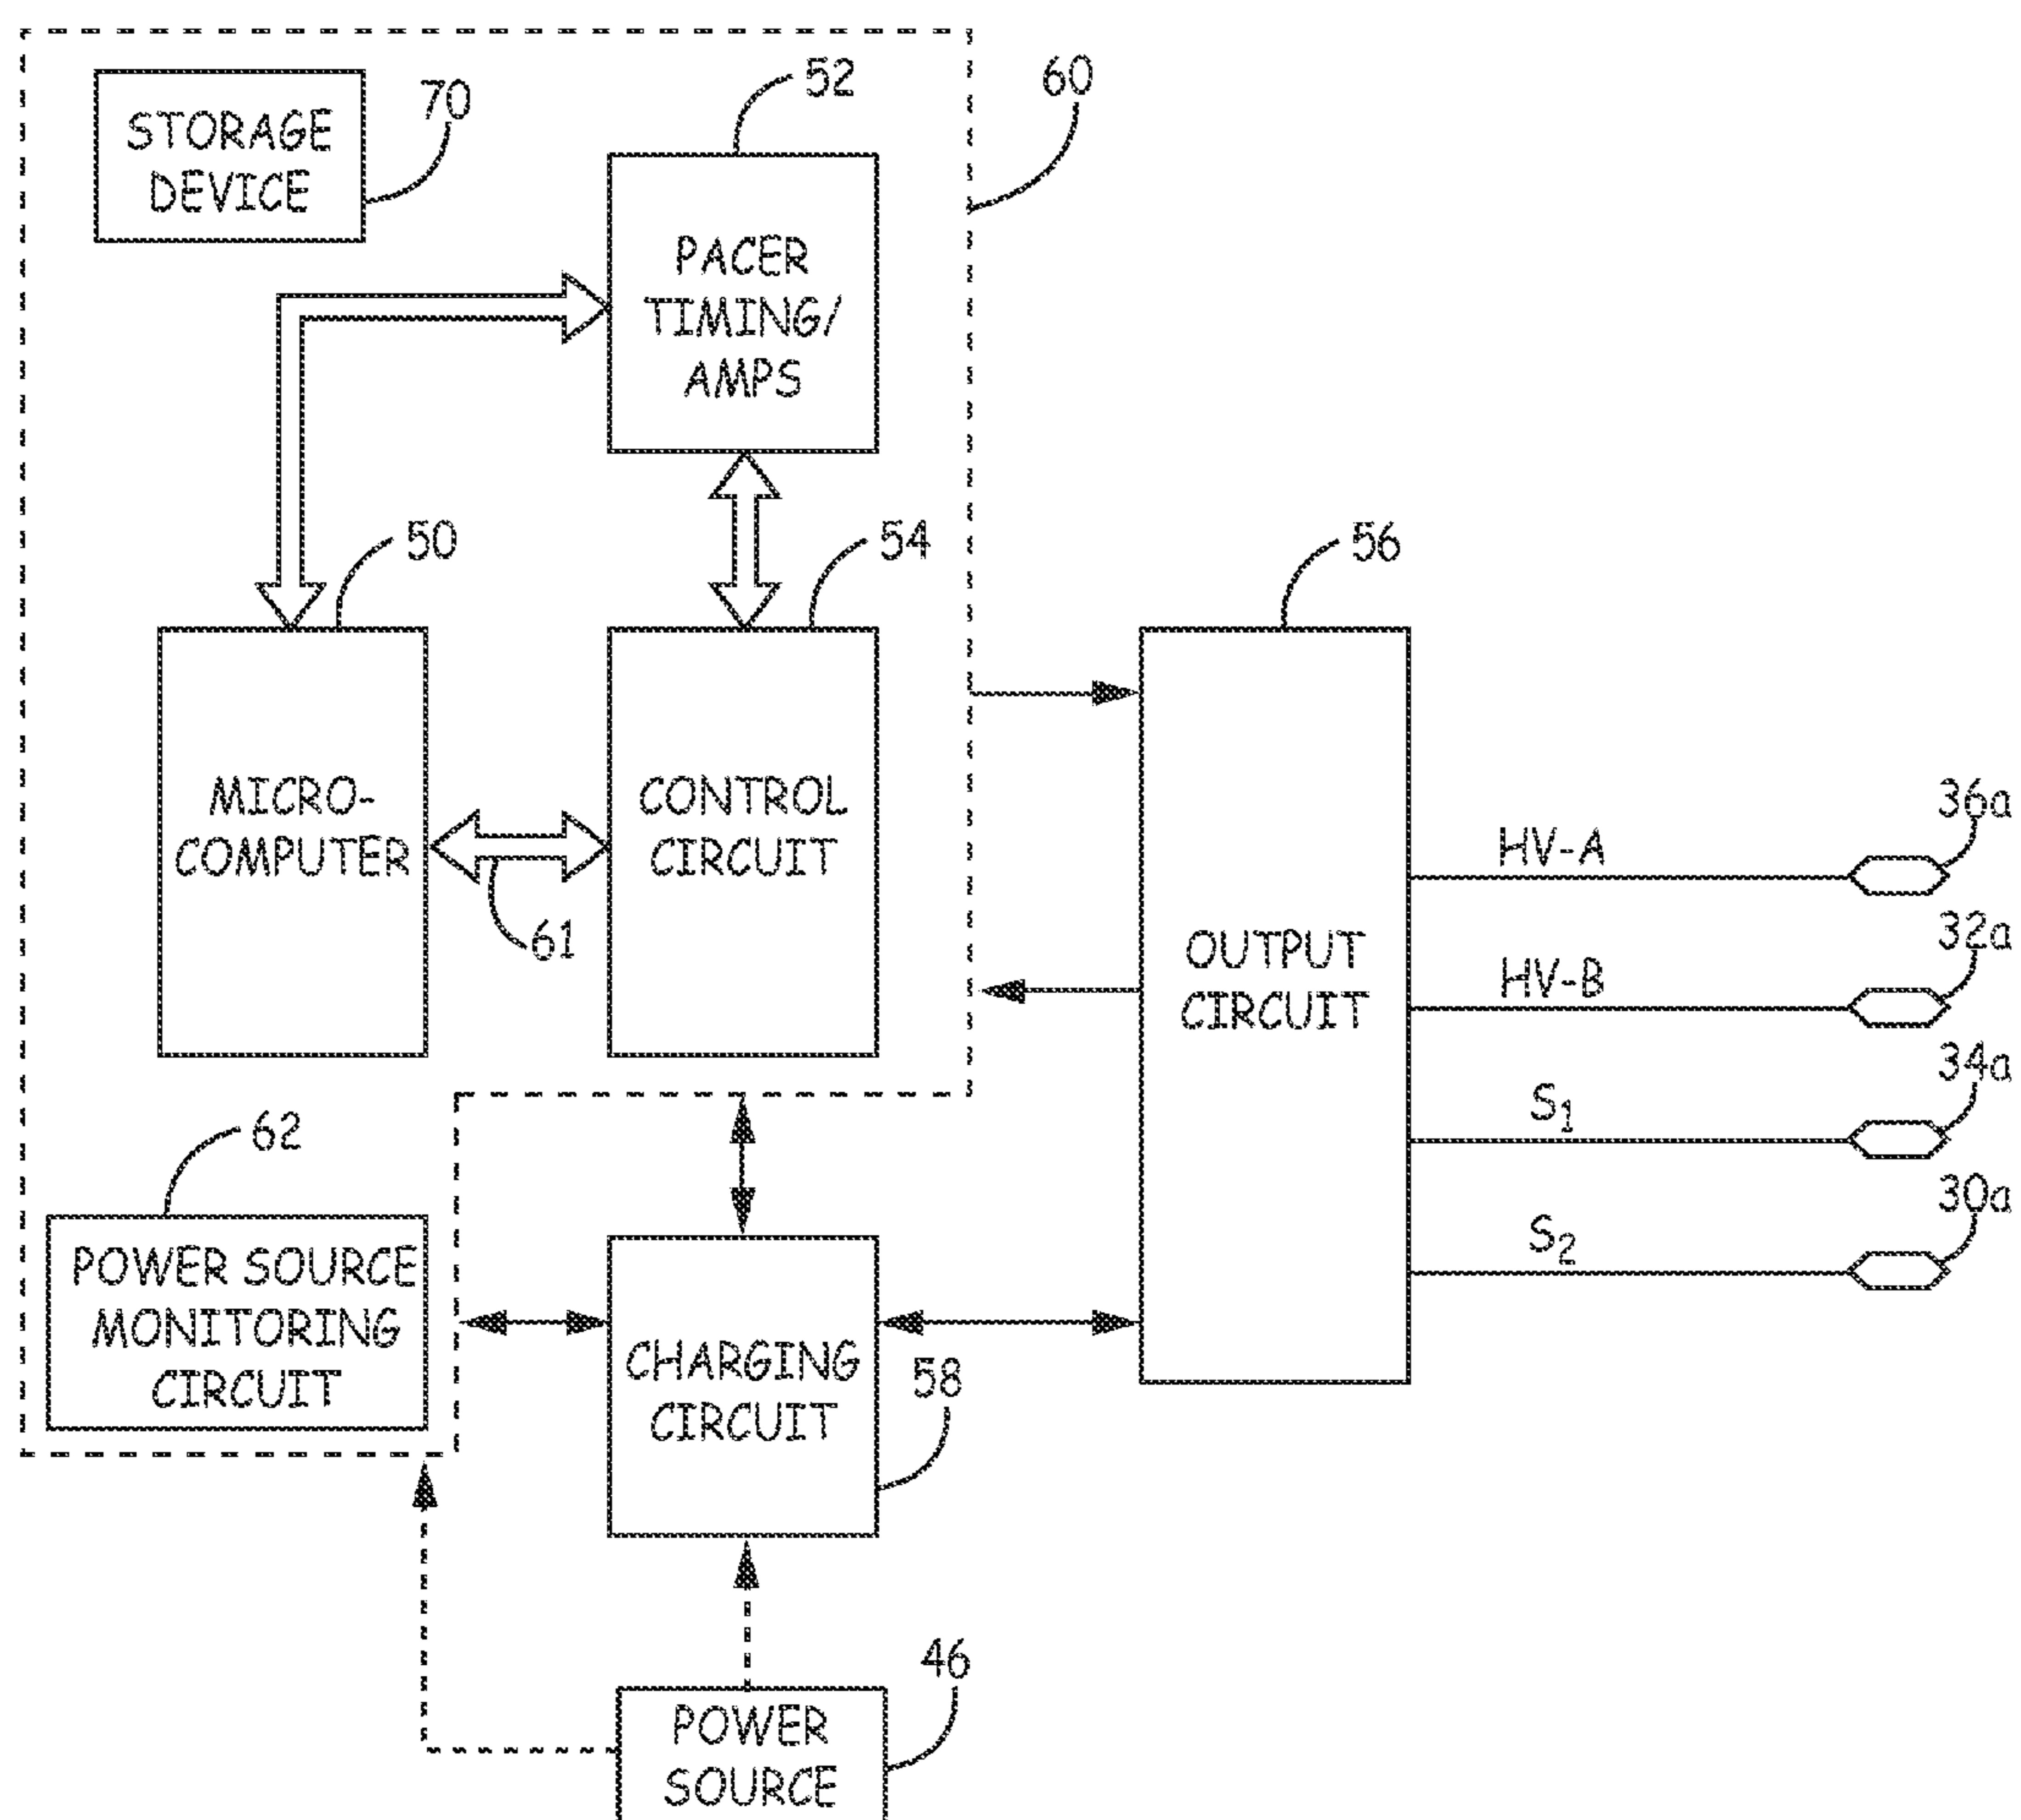 STORAGE
DEVICE
70
52
60
PACER
TIMING/
AMPS
50
54
56
MICRO-
COMPUTER
61
CONTROL
CIRCUIT
OUTPUT
CIRCUIT
HV-A
36a
HV-B
32a
S1
34a
S2
30a
62
POWER SOURCE
MONITORING
CIRCUIT
CHARGING
CIRCUIT
58
46
POWER
SOURCE